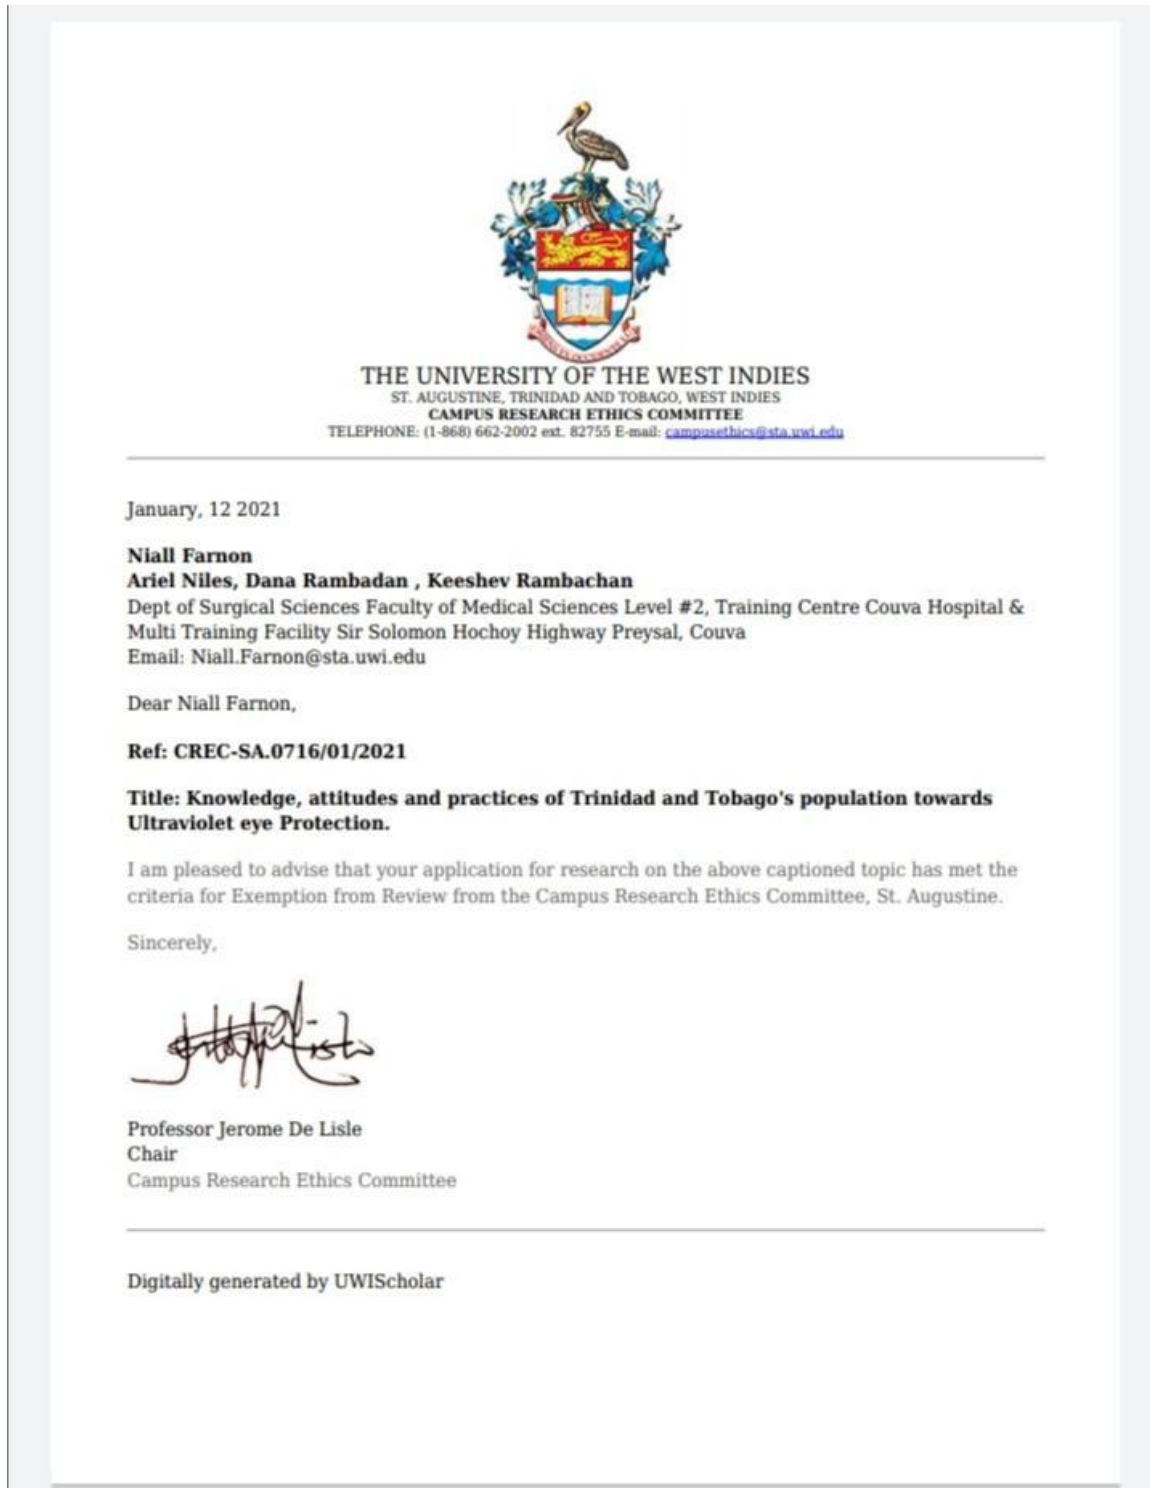 THE UNIVERSITY OF THE WEST INDIES
ST. AUGUSTINE, TRINIDAD AND TOBAGO, WEST INDIES
CAMPUS RESEARCH ETHICS COMMITTEE
TELEPHONE: (1-868) 662-2002 ext. 82755 E-mail: campusethics@sta.uwi.edu
January, 12 2021
Niall Farnon
Ariel Niles, Dana Rambadan , Keeshev Rambachan
Dept of Surgical Sciences Faculty of Medical Sciences Level #2, Training Centre Couva Hospital &
Multi Training Facility Sir Solomon Hochoy Highway Preysal, Couva
Email: Niall.Farnon@sta.uwi.edu
Dear Niall Farnon,
Ref: CREC-SA.0716/01/2021
Title: Knowledge, attitudes and practices of Trinidad and Tobago's population towards
Ultraviolet eye Protection.
I am pleased to advise that your application for research on the above captioned topic has met the
criteria for Exemption from Review from the Campus Research Ethics Committee, St. Augustine.
Sincerely,
Professor Jerome De Lisle
Chair
Campus Research Ethics Committee
Digitally generated by UWIScholar